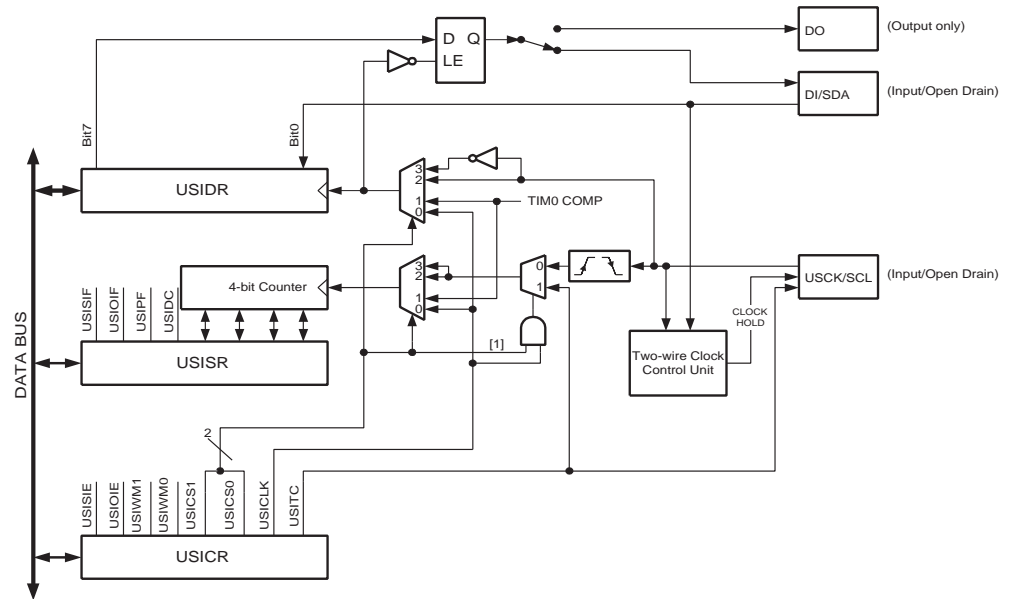 D Q
LE
DO
(Output only)
DI/SDA
(Input/Open Drain)
Bit7
Bit0
USIDR
3
2
1
0
TIM0 COMP
4-bit Counter
3
2
1
0
0
1
USCK/SCL
(Input/Open Drain)
CLOCK
HOLD
[1]
Two-wire Clock
Control Unit
USISIF
USIOIF
USIPF
USIDC
USISR
DATA BUS
2
USISIE
USIOIE
USIWM1
USIWM0
USICS1
USICS0
USICLK
USITC
USICR